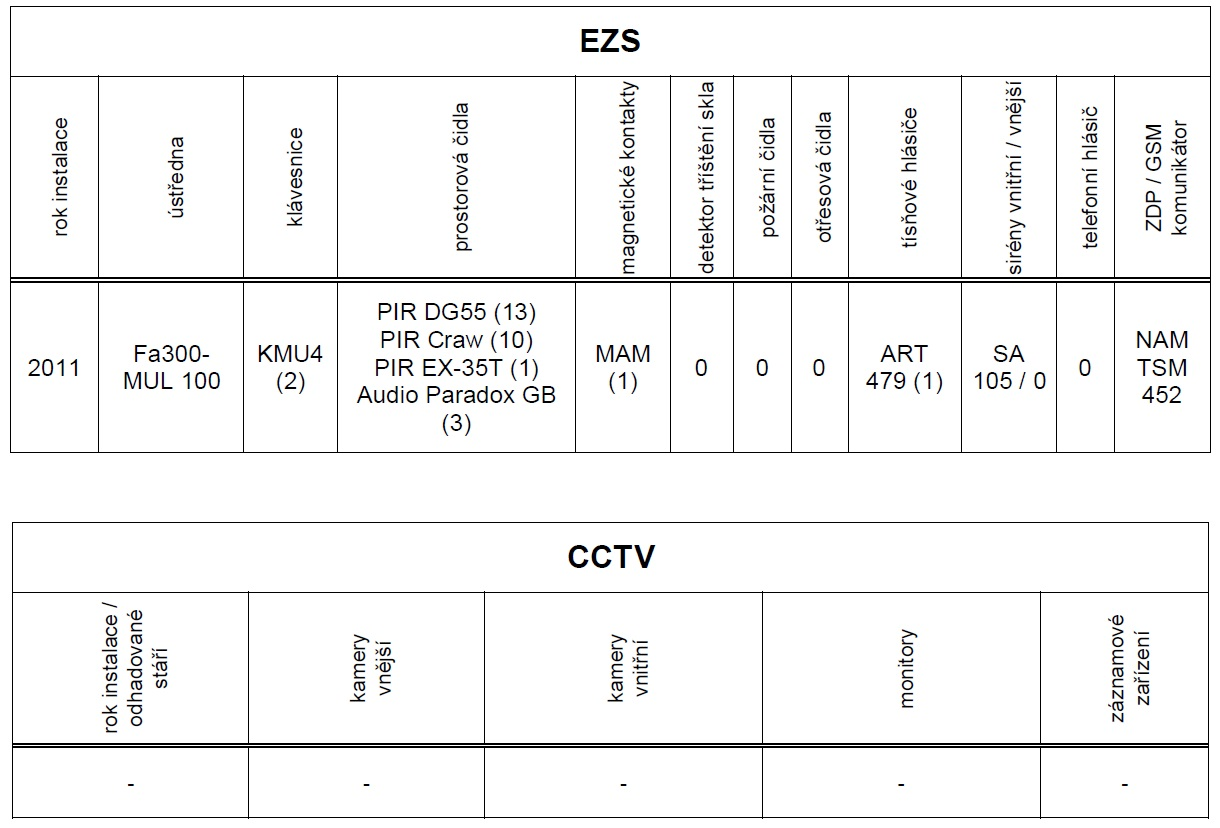 EZS
rok instalace
ústředna
klávesnice
prostorová čidla
magnetické kontakty
detektor tříštění skla
požární čidla
otřesová čidla
tísňové hlásiče
sirény vnitřní / vnější
telefonní hlásič
ZDP / GSM
komunikátor
2011
Fa300-
MUL 100
KMU4
(2)
PIR DG55 (13)
PIR Craw (10)
PIR EX-35T (1)
Audio Paradox GB
(3)
MAM
(1)
0
0
0
ART
479 (1)
SA
105 / 0
0
NAM
TSM
452
CCTV
rok instalace /
odhadované
stáří
kamery
vnější
kamery
vnitřní
monitory
záznamové
zařízení
-
-
-
-
-